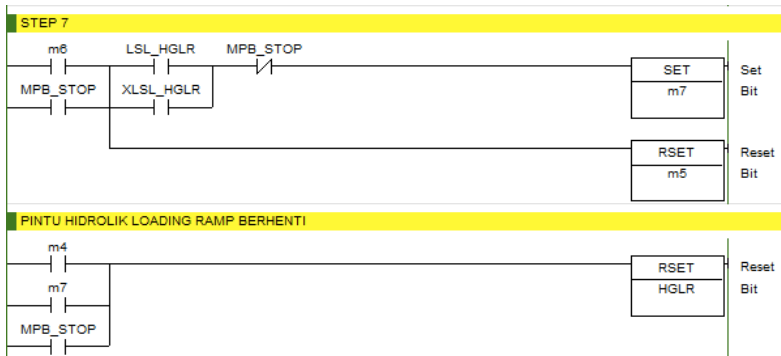 STEP 7
m6 LSL_HGLR MPB_STOP
SET Set
MPB_STOP XLSL_HGLR m7 Bit
RSET Reset
m5 Bit
PINTU HIDROLIK LOADING RAMP BERHENTI
m4
RSET Reset
m7 HGLR Bit
MPB_STOP